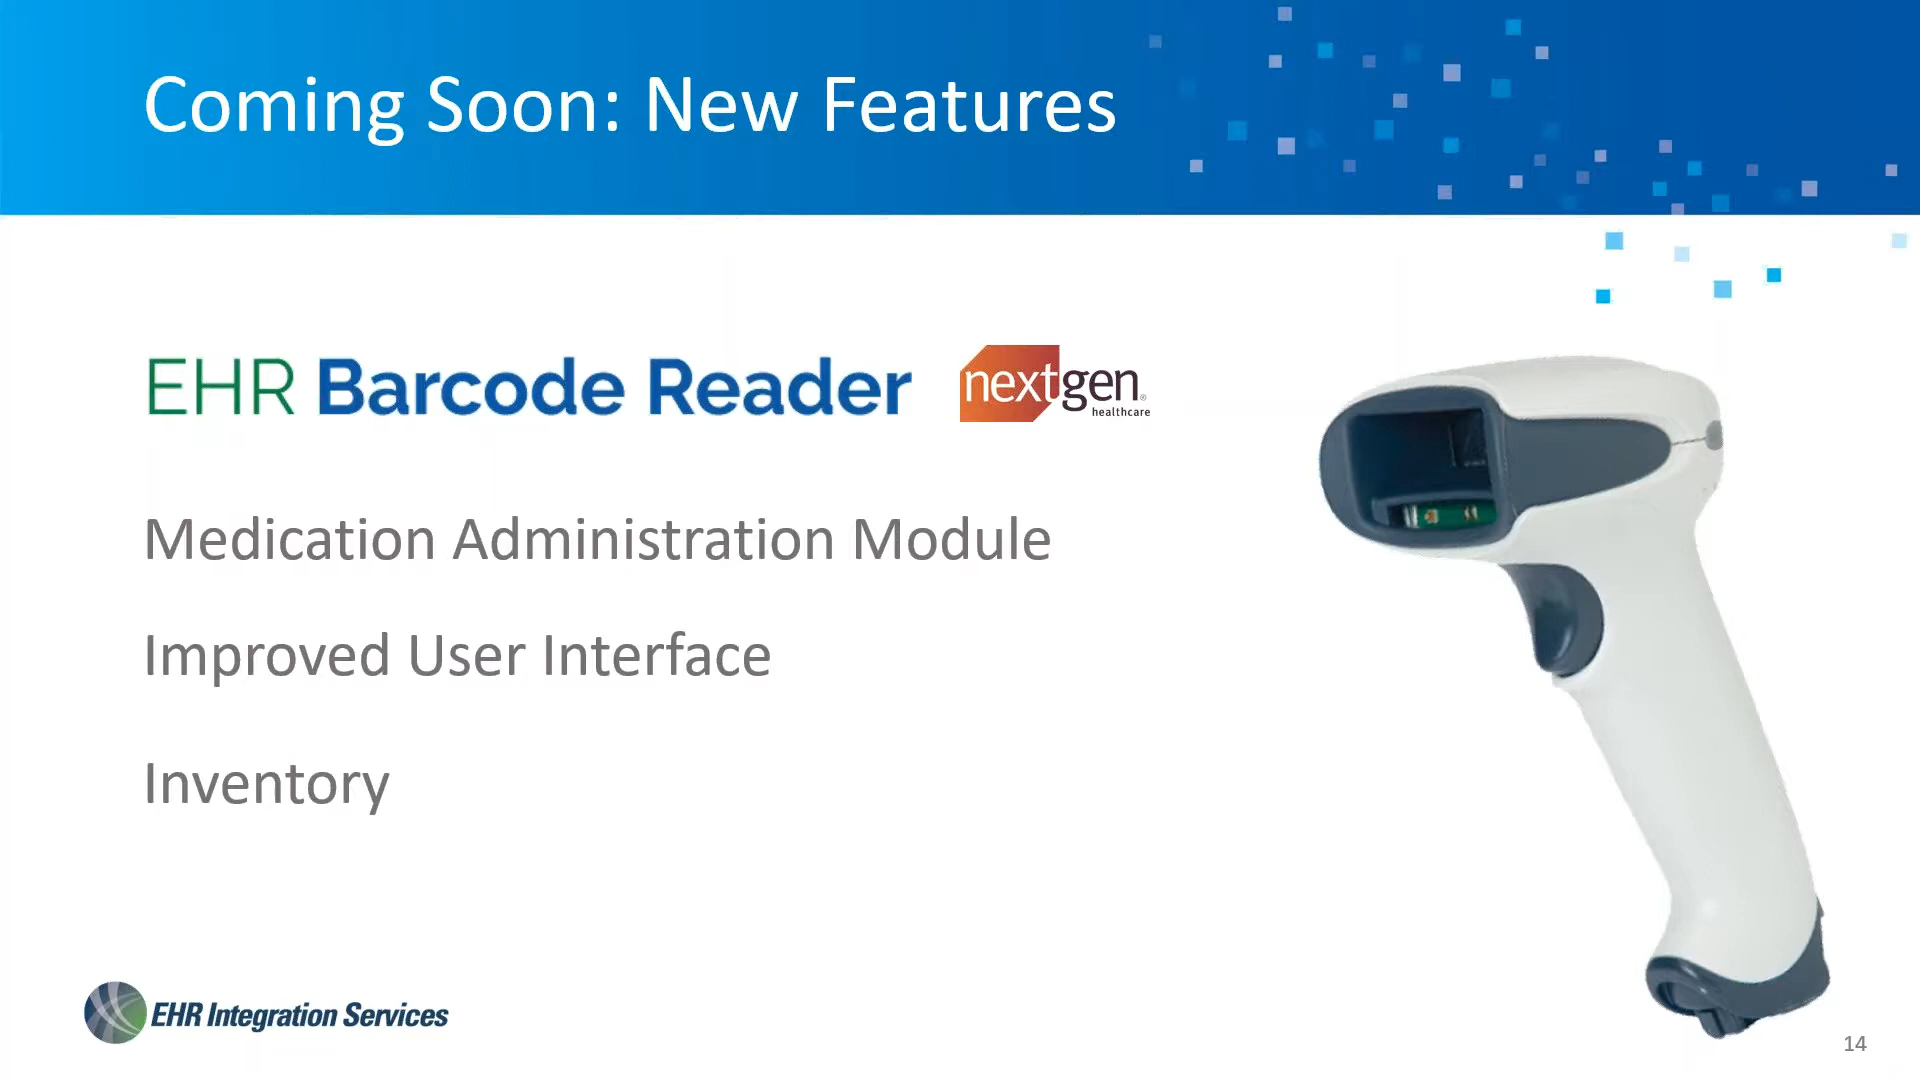 Coming Soon: New Features
EHR Barcode Reader
nextgen®
healthcare
Medication Administration Module
Improved User Interface
Inventory
EHR Integration Services
14